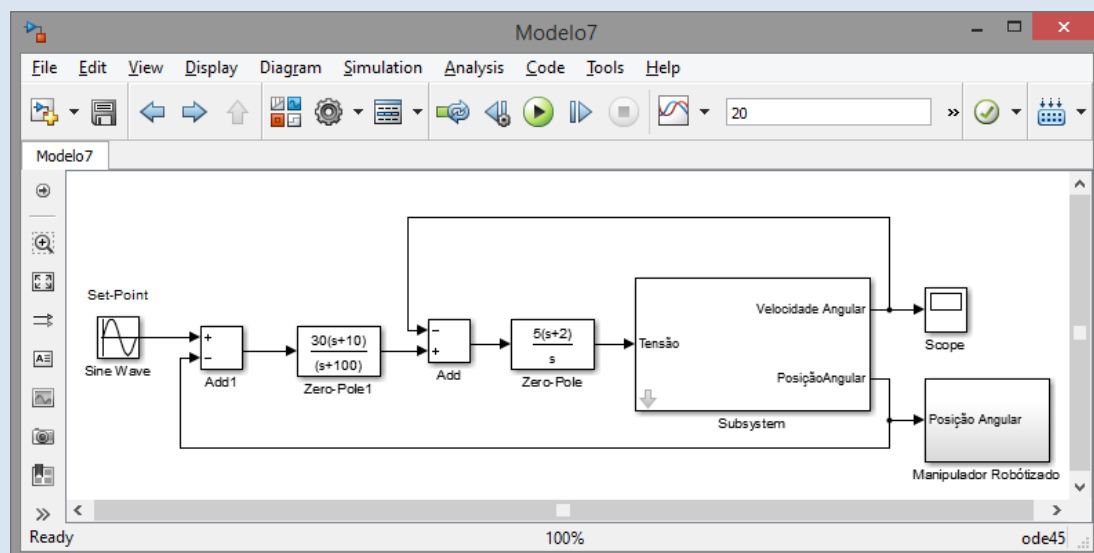 Modelo7
File Edit View Display Diagram Simulation Analysis Code Tools Help
20
Modelo7
Set-Point
Sine Wave
+
−
Add1
30(s+10)
(s+100)
Zero-Pole1
−
+
Add
5(s+2)
s
Zero-Pole
Tensão
Velocidade Angular
PosiçãoAngular
Subsystem
Scope
Posição Angular
Manipulador Robótizado
Ready 100% ode45